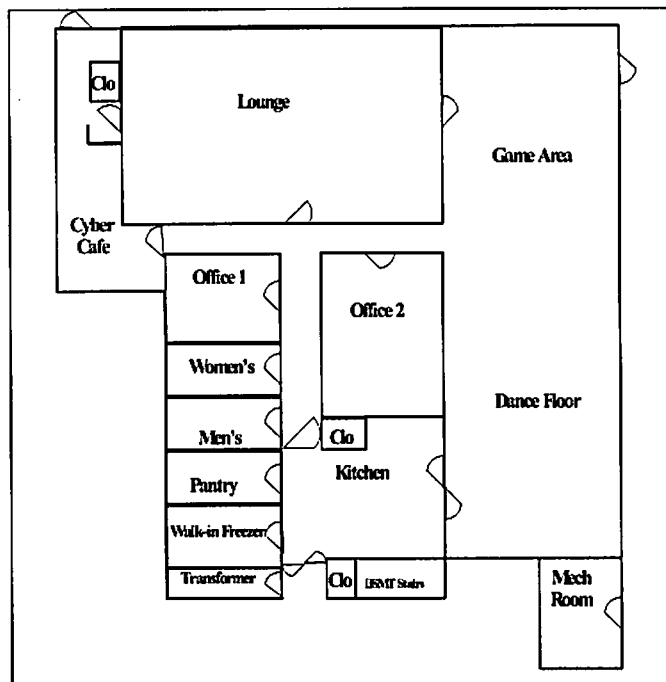 Clo
Lounge
Game Area
Cyber
Cafe
Office 1
Office 2
Women's
Dance Floor
Men's
Clo
Kitchen
Pantry
Walk-in Freezer
Transformer
Clo
BSMT Stairs
Mech
Room